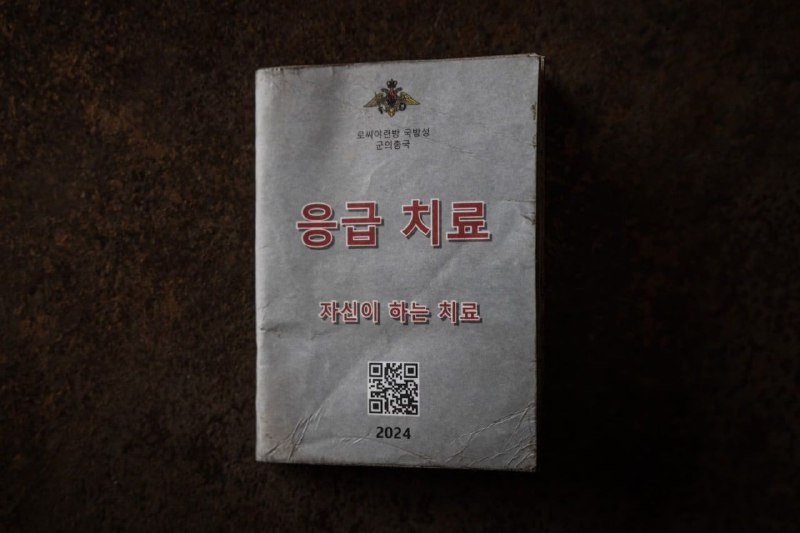 로씨야련방 국방성
군의총국
응급 치료
자신이 하는 치료
2024